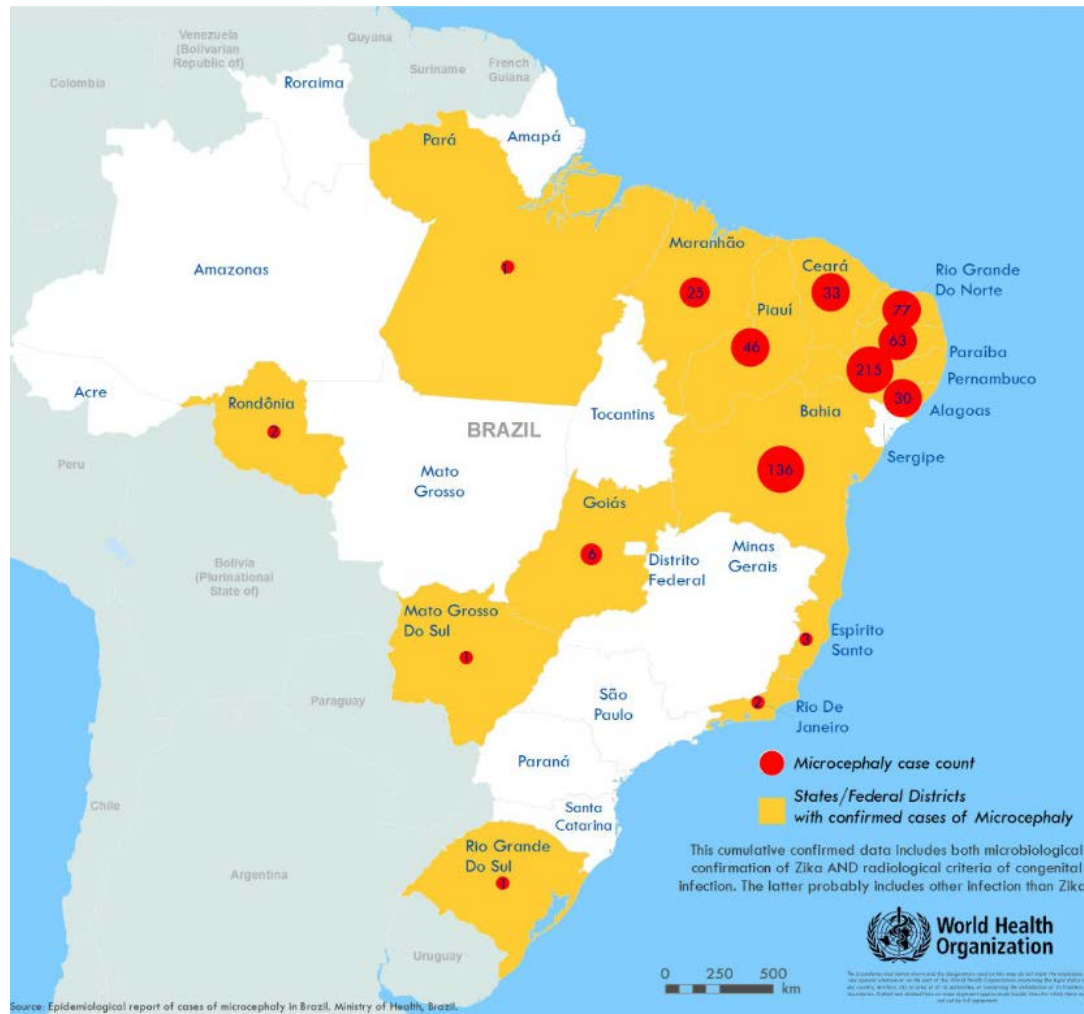 Venezuela
(Bolivarian
Republic of)
Guyana
Suriname
French
Guiana
Colombia
Roraima
Pará
Amapá
Amazonas
1
Maranhão
25
Ceará
33
Rio Grande
Do Norte
77
Piauí
46
63
Paraíba
215
Pernambuco
30
Alagoas
Acre
Rondônia
2
Tocantins
Bahia
BRAZIL
Sergipe
Peru
Mato
Grosso
136
Goiás
6
Distrito
Federal
Minas
Gerais
Bolivia
(Plurinational
State of)
Mato Grosso
Do Sul
1
Espírito
Santo
3
Paraguay
São
Paulo
2
Rio De
Janeiro
Paraná
Microcephaly case count
Chile
Santa
Catarina
States/Federal Districts
with confirmed cases of Microcephaly
Rio Grande
Do Sul
1
Argentina
This cumulative confirmed data includes both microbiological
confirmation of Zika AND radiological criteria of congenital
infection. The latter probably includes other infection than Zika
Uruguay
World Health
Organization
0 250 500
km
Source: Epidemiological report of cases of microcephaly in Brazil. Ministry of Health, Brazil.